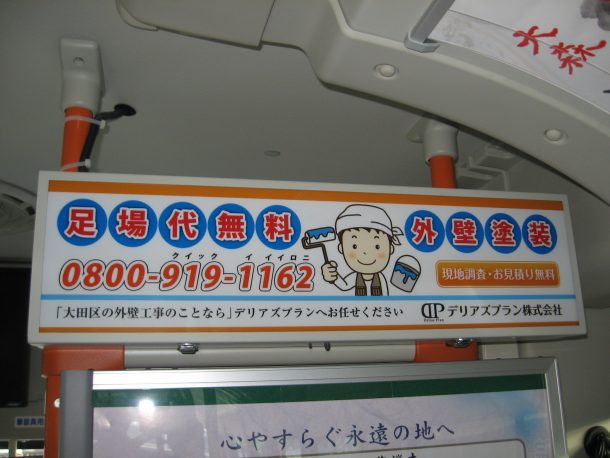 大森
足場代無料
外壁塗装
クイック イイイロニ
0800-919-1162
現地調査・お見積り無料
「大田区の外壁工事のことなら」デリアズプランへお任せください
デリアズプラン株式会社
心やすらぐ永遠の地へ